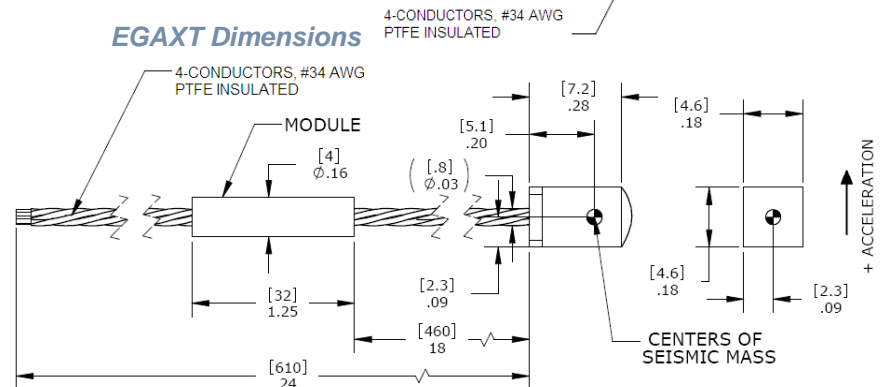 4-CONDUCTORS, #34 AWG
PTFE INSULATED
EGAXT Dimensions
4-CONDUCTORS, #34 AWG
PTFE INSULATED
MODULE
[4]
Ø.16
[.8]
Ø.03
[7.2]
.28
[5.1]
.20
[4.6]
.18
+ ACCELERATION
[32]
1.25
[2.3]
.09
[460]
18
[610]
24
[4.6]
.18
[2.3]
.09
CENTERS OF
SEISMIC MASS